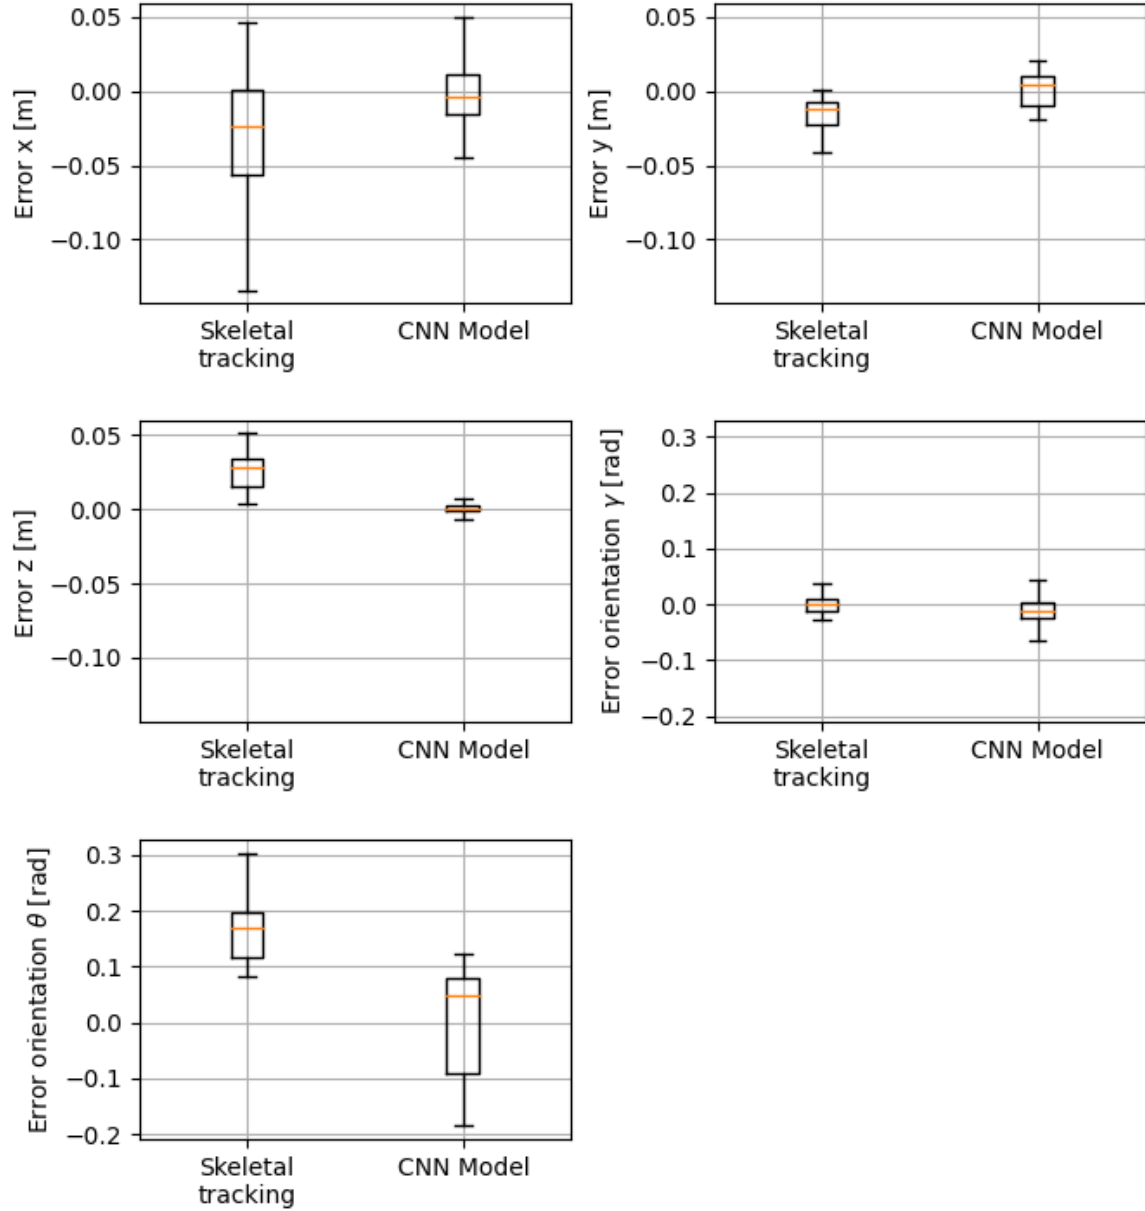 0.05
0.00
−0.05
−0.10
Error x [m]
Skeletal
tracking
CNN Model
0.05
0.00
−0.05
−0.10
Error y [m]
Skeletal
tracking
CNN Model
0.05
0.00
−0.05
−0.10
Error z [m]
Skeletal
tracking
CNN Model
0.3
0.2
0.1
0.0
−0.1
−0.2
Error orientation γ [rad]
Skeletal
tracking
CNN Model
0.3
0.2
0.1
0.0
−0.1
−0.2
Error orientation θ [rad]
Skeletal
tracking
CNN Model